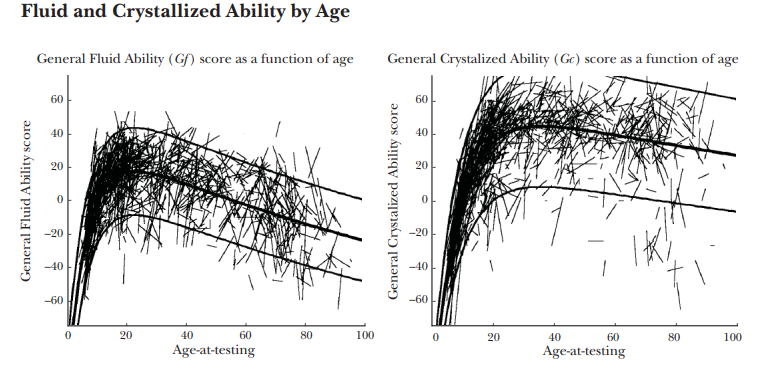 Fluid and Crystallized Ability by Age
General Fluid Ability (Gf) score as a function of age
General Fluid Ability score
60
40
20
0
−20
−40
−60
0 20 40 60 80 100
Age-at-testing
General Crystalized Ability (Gc) score as a function of age
General Crystalized Ability score
60
40
20
0
−20
−40
−60
0 20 40 60 80 100
Age-at-testing